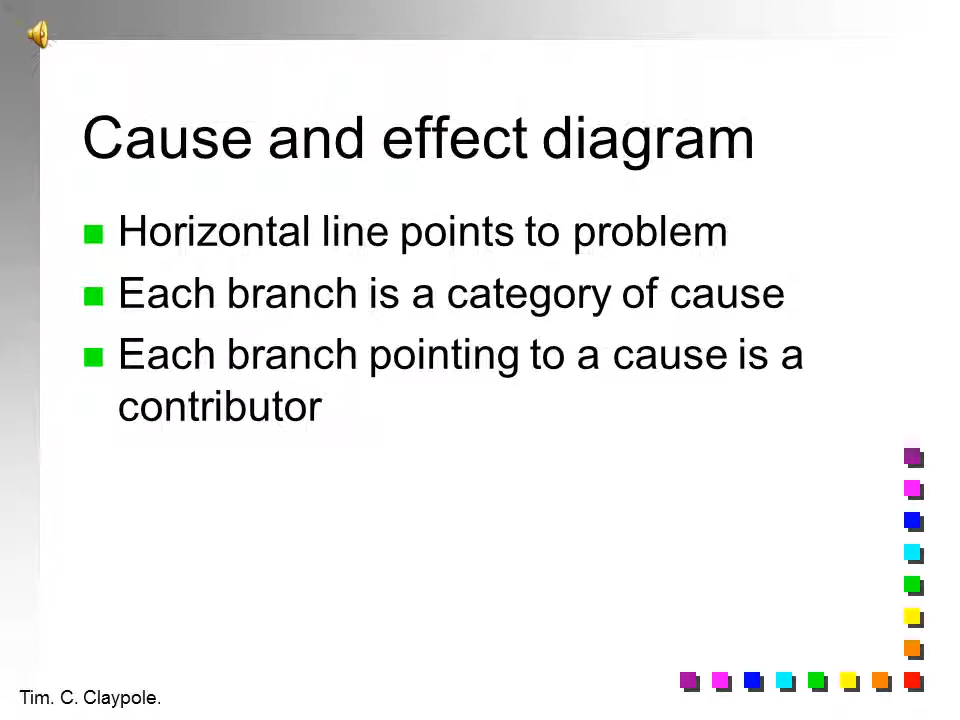 Cause and effect diagram
Horizontal line points to problem
Each branch is a category of cause
Each branch pointing to a cause is a
contributor
Tim. C. Claypole.